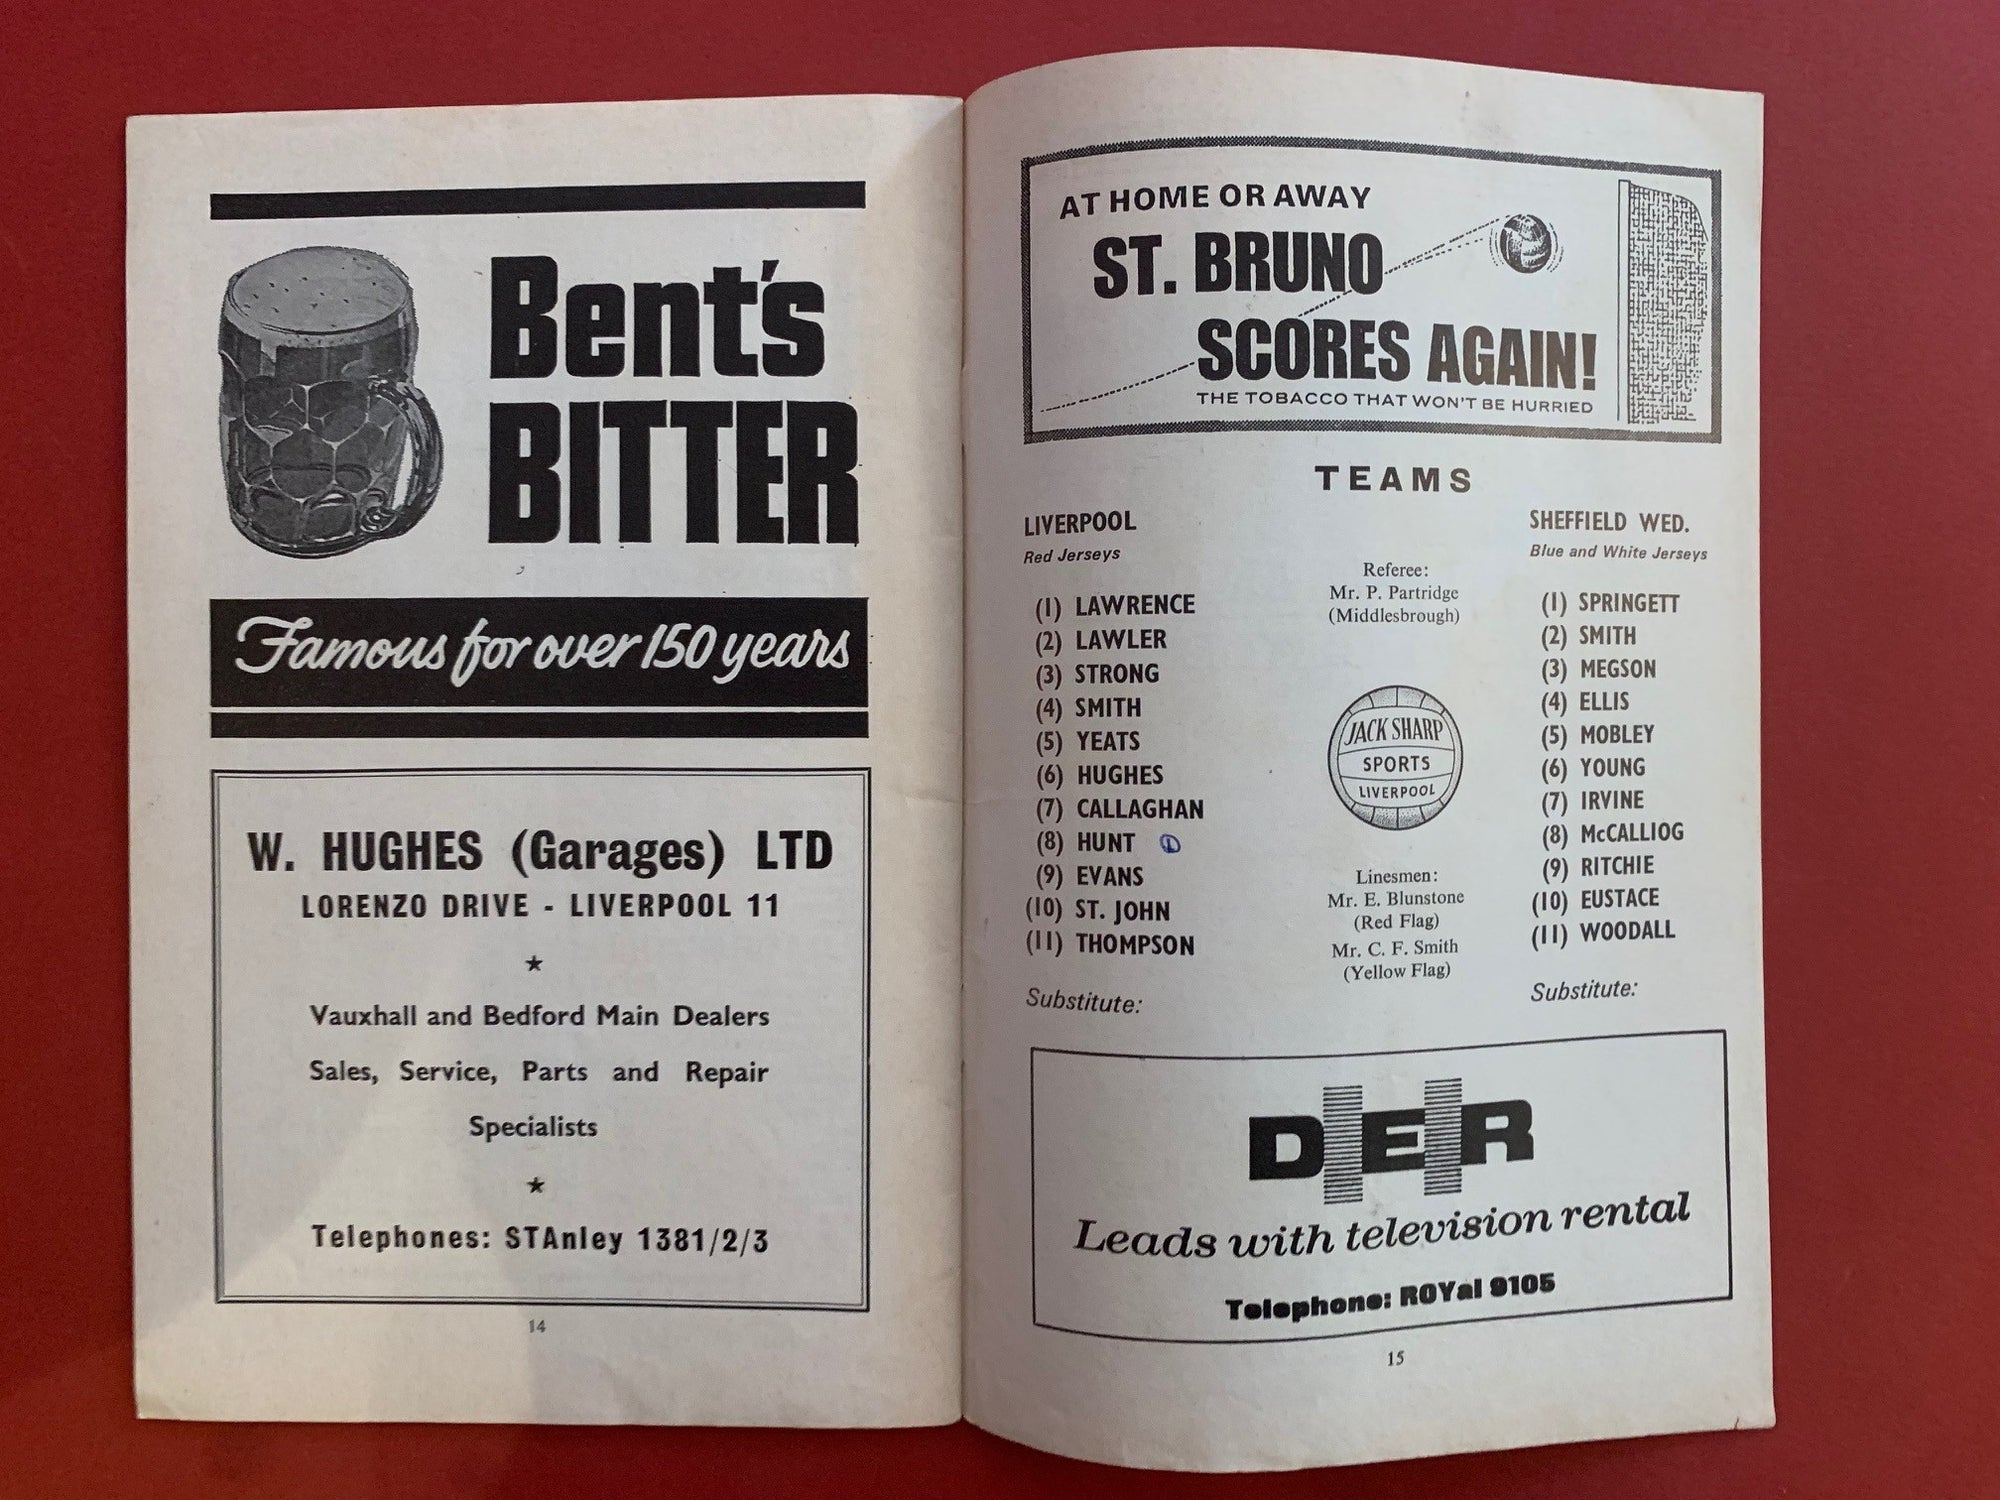 Bent's
BITTER
Famous for over 150 years
W. HUGHES (Garages) LTD
LORENZO DRIVE - LIVERPOOL 11
★
Vauxhall and Bedford Main Dealers
Sales, Service, Parts and Repair
Specialists
★
Telephones: STAnley 1381/2/3
14
AT HOME OR AWAY
ST. BRUNO
SCORES AGAIN!
THE TOBACCO THAT WON'T BE HURRIED
TEAMS
LIVERPOOL
Red Jerseys
(1) LAWRENCE
(2) LAWLER
(3) STRONG
(4) SMITH
(5) YEATS
(6) HUGHES
(7) CALLAGHAN
(8) HUNT ①
(9) EVANS
(10) ST. JOHN
(11) THOMPSON
Substitute:
Referee:
Mr. P. Partridge
(Middlesbrough)
JACK SHARP
SPORTS
LIVERPOOL
Linesmen:
Mr. E. Blunstone
(Red Flag)
Mr. C. F. Smith
(Yellow Flag)
SHEFFIELD WED.
Blue and White Jerseys
(1) SPRINGETT
(2) SMITH
(3) MEGSON
(4) ELLIS
(5) MOBLEY
(6) YOUNG
(7) IRVINE
(8) McCALLIOG
(9) RITCHIE
(10) EUSTACE
(11) WOODALL
Substitute:
DER
Leads with television rental
Telephone: ROYal 9105
15